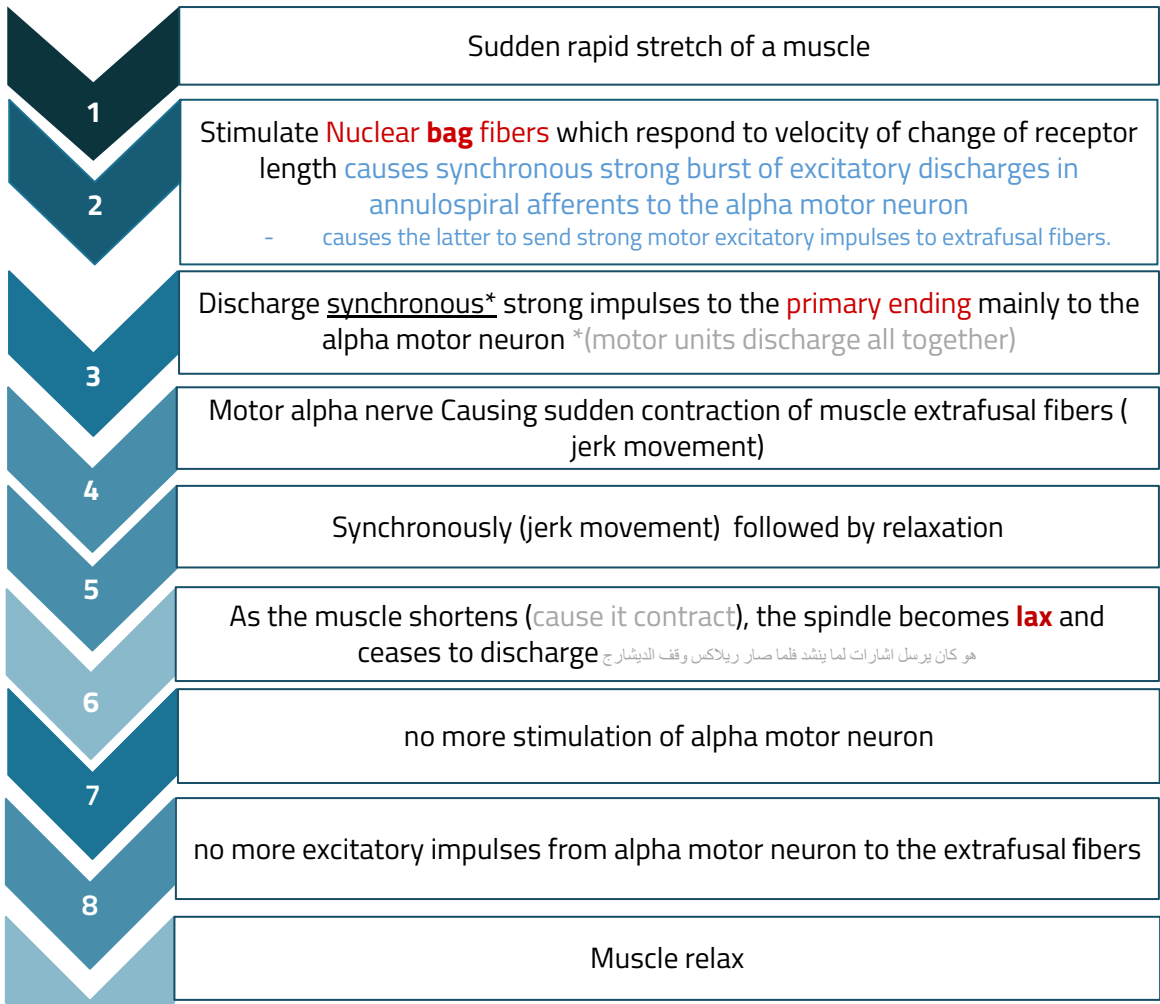 Sudden rapid stretch of a muscle
1
Stimulate Nuclear bag fibers which respond to velocity of change of receptor
length causes synchronous strong burst of excitatory discharges in
annulospiral afferents to the alpha motor neuron
- causes the latter to send strong motor excitatory impulses to extrafusal fibers.
2
Discharge synchronous* strong impulses to the primary ending mainly to the
alpha motor neuron *(motor units discharge all together)
3
Motor alpha nerve Causing sudden contraction of muscle extrafusal fibers (
jerk movement)
4
Synchronously (jerk movement) followed by relaxation
5
As the muscle shortens (cause it contract), the spindle becomes lax and
ceases to discharge هو كان يرسل اشارات لما ينشد فلما صار ريلاكس وقف الديشارج
6
no more stimulation of alpha motor neuron
7
no more excitatory impulses from alpha motor neuron to the extrafusal fibers
8
Muscle relax